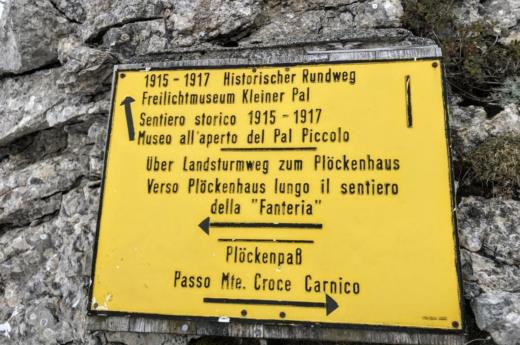 1915 - 1917 Historischer Rundweg
Freilichtmuseum Kleiner Pal
Sentiero storico 1915 - 1917
Museo all'aperto del Pal Piccolo
Über Landsturmweg zum Plöckenhaus
Verso Plöckenhaus lungo il sentiero
della "Fanteria"
Plöckenpaß
Passo Mte. Croce Carnico